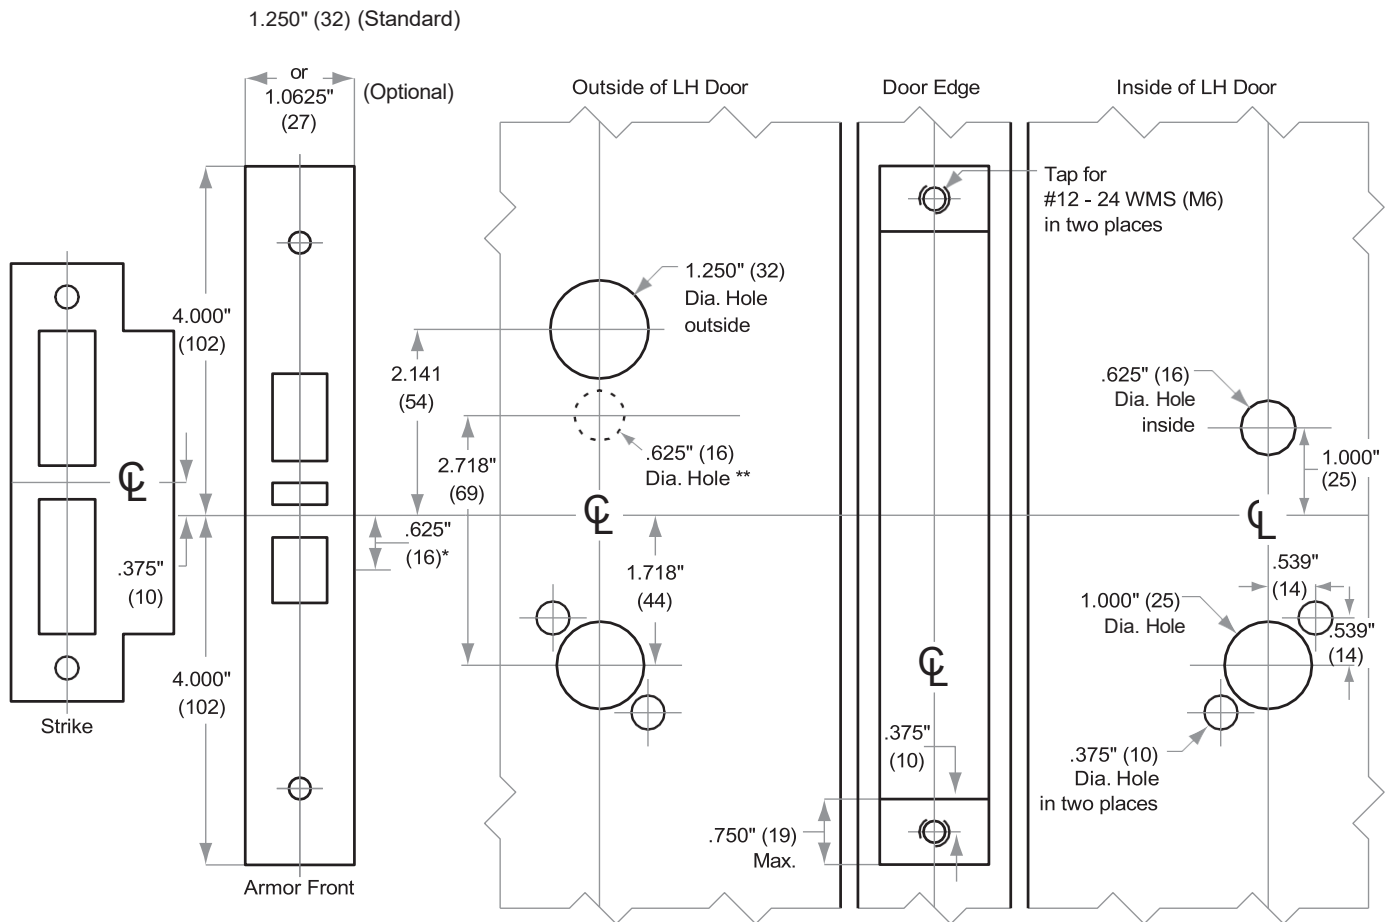 1.250" (32) (Standard)
or
1.0625"
(27)
(Optional)
Outside of LH Door
Door Edge
Inside of LH Door
Tap for
#12 - 24 WMS (M6)
in two places
1.250" (32)
Dia. Hole
outside
4.000"
(102)
2.141
(54)
.625" (16)
Dia. Hole
inside
.625" (16)
Dia. Hole **
2.718"
(69)
1.000"
(25)
CL
CL
CL
.625"
(16)*
.375"
(10)
1.718"
(44)
.539"
(14)
1.000" (25)
Dia. Hole
.539"
(14)
CL
4.000"
(102)
Strike
.375"
(10)
.375" (10)
Dia. Hole
in two places
.750" (19)
Max.
Armor Front